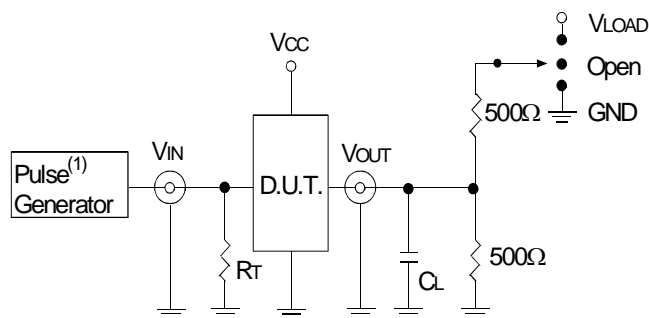 VLOAD
VCC
Open
500Ω
GND
VIN
VOUT
Pulse(1)
Generator
D.U.T.
RT
CL
500Ω